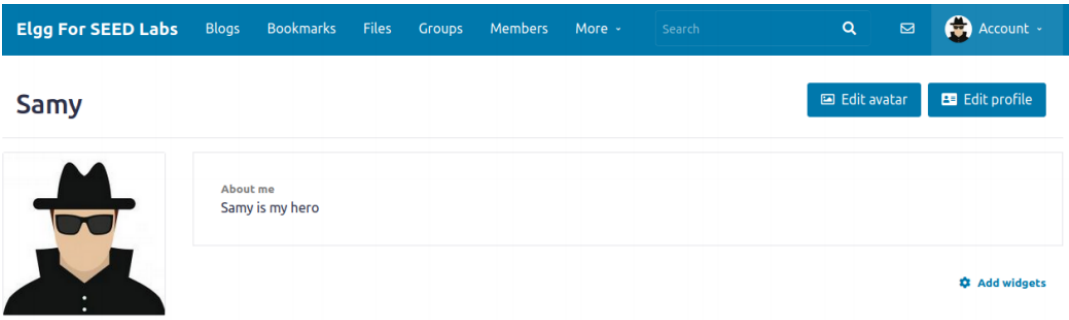 Elgg For SEED Labs Blogs Bookmarks Files Groups Members More Search Account
Samy Edit avatar Edit profile
About me
Samy is my hero
Add widgets